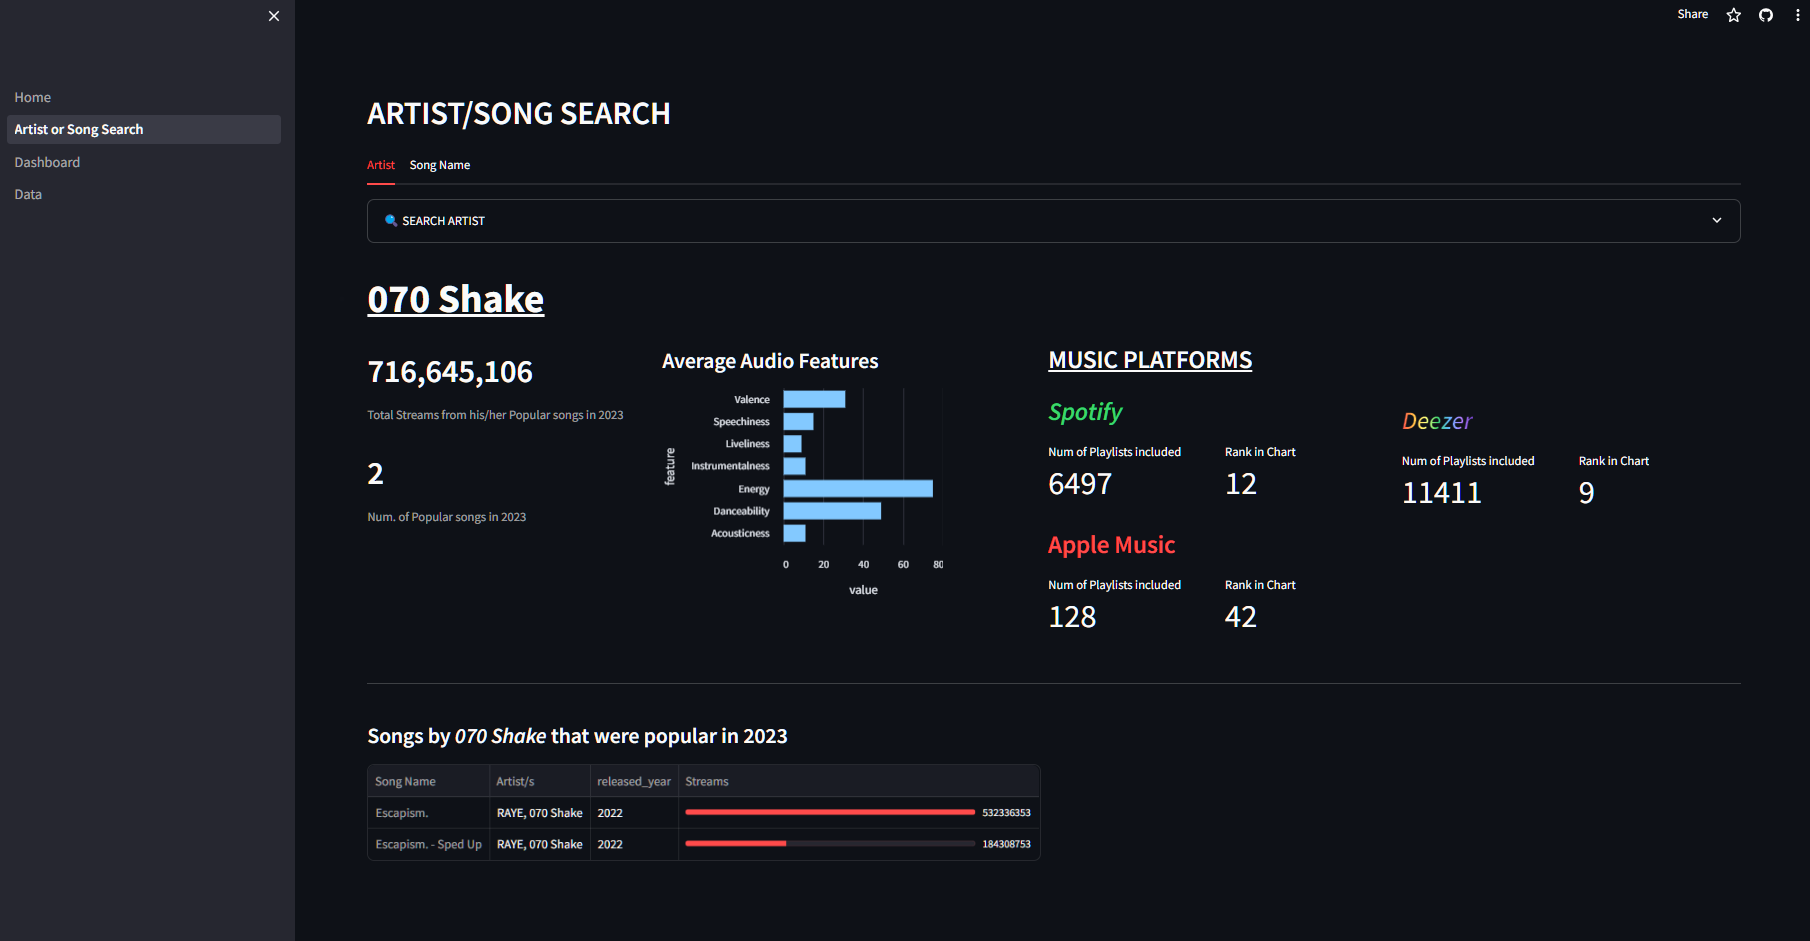 Share
Home
Artist or Song Search
Dashboard
Data
ARTIST/SONG SEARCH
Artist Song Name
SEARCH ARTIST
070 Shake
716,645,106
Total Streams from his/her Popular songs in 2023
2
Num. of Popular songs in 2023
Average Audio Features
feature
Valence
Speechiness
Liveliness
Instrumentalness
Energy
Danceability
Acousticness
0 20 40 60 80
value
MUSIC PLATFORMS
Spotify
Num of Playlists included Rank in Chart
6497 12
Apple Music
Num of Playlists included Rank in Chart
128 42
Deezer
Num of Playlists included Rank in Chart
11411 9
Songs by 070 Shake that were popular in 2023
Song Name Artist/s released_year Streams
Escapism. RAYE, 070 Shake 2022 532336353
Escapism. - Sped Up RAYE, 070 Shake 2022 184308753